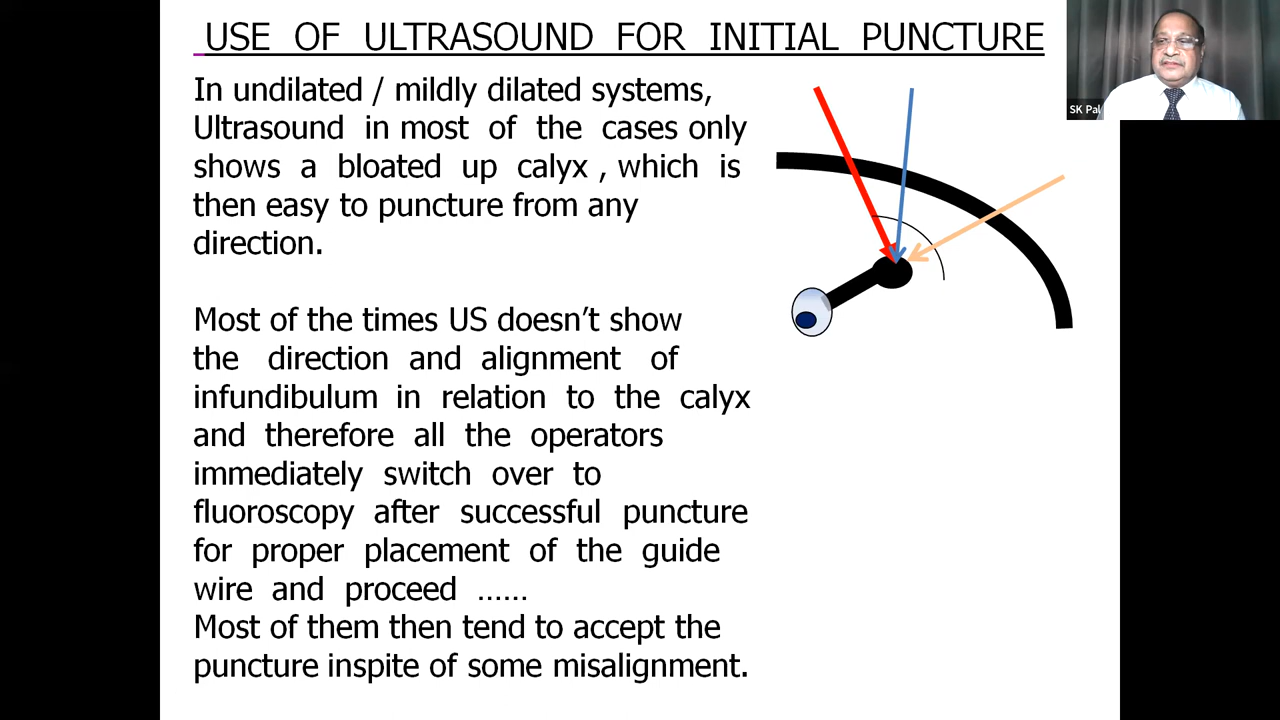 USE OF ULTRASOUND FOR INITIAL PUNCTURE
SK Pal
In undilated / mildly dilated systems,
Ultrasound in most of the cases only
shows a bloated up calyx , which is
then easy to puncture from any
direction.
Most of the times US doesn’t show
the direction and alignment of
infundibulum in relation to the calyx
and therefore all the operators
immediately switch over to
fluoroscopy after successful puncture
for proper placement of the guide
wire and proceed ......
Most of them then tend to accept the
puncture inspite of some misalignment.